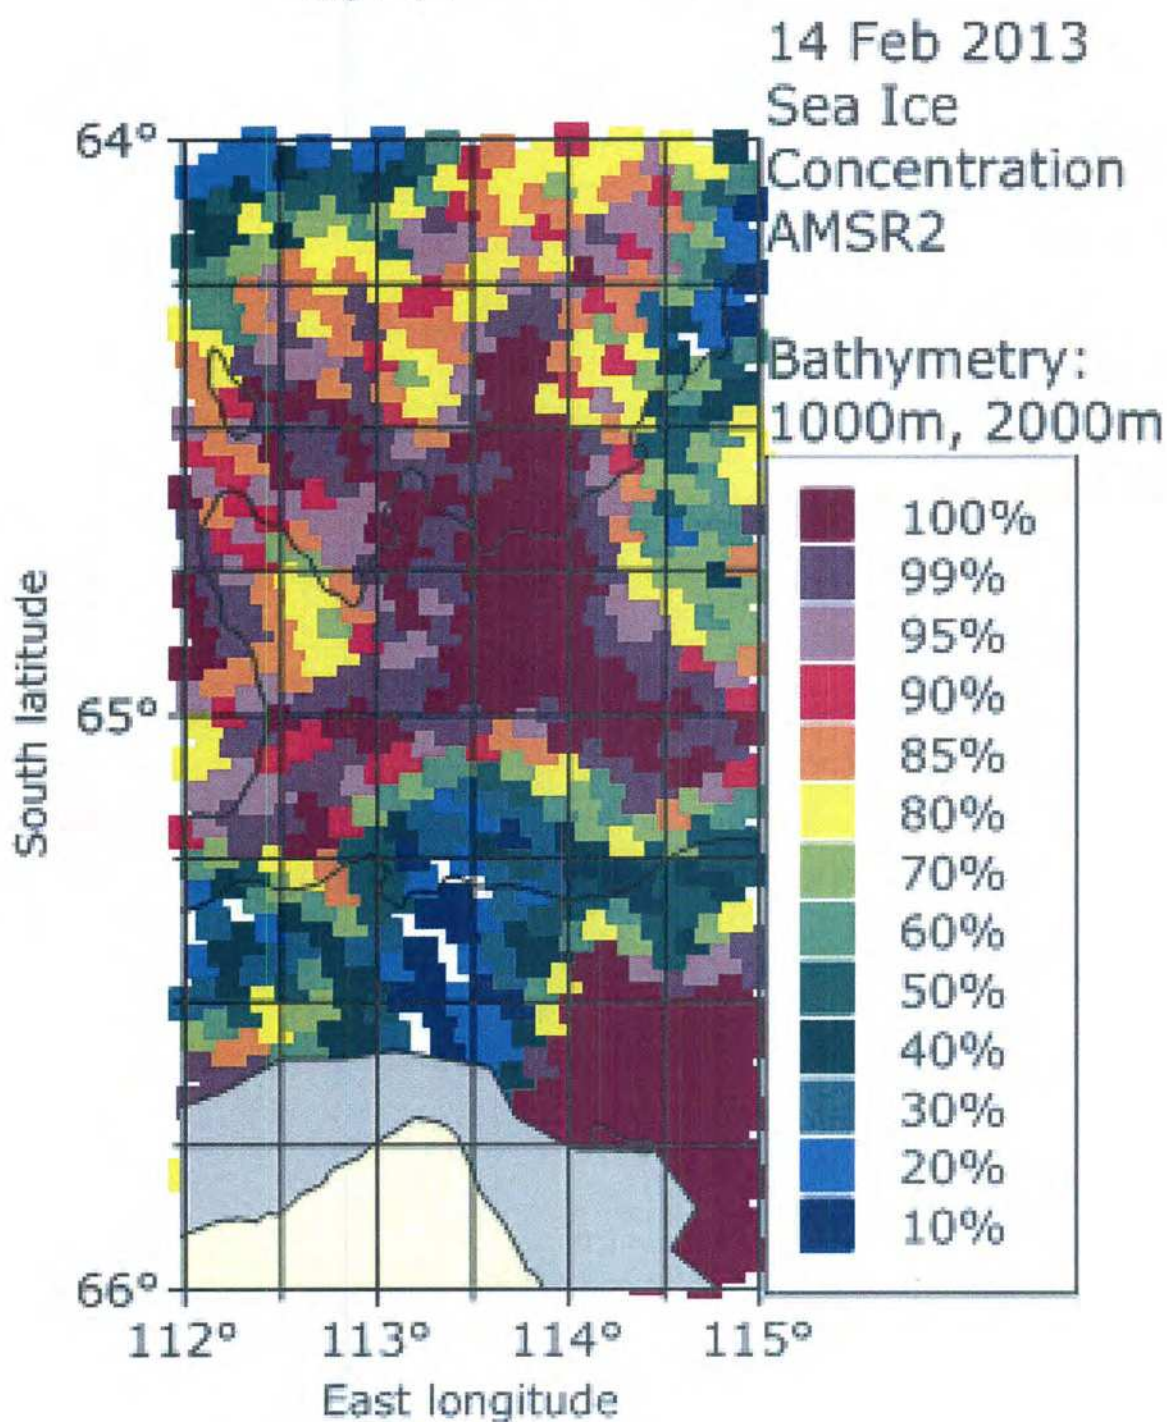 14 Feb 2013
Sea Ice
Concentration
AMSR2
Bathymetry:
1000m, 2000m
100%
99%
95%
90%
85%
80%
70%
60%
50%
40%
30%
20%
10%
64°
65°
66°
South latitude
112°
113°
114°
115°
East longitude